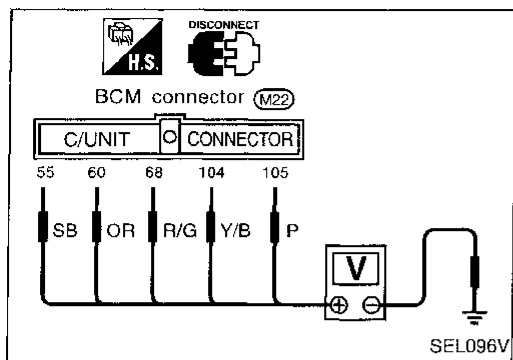 DISCONNECT
H.S.
BCM connector M22
C/UNIT CONNECTOR
55 60 68 104 105
SB OR R/G Y/B P
V
SEL096V